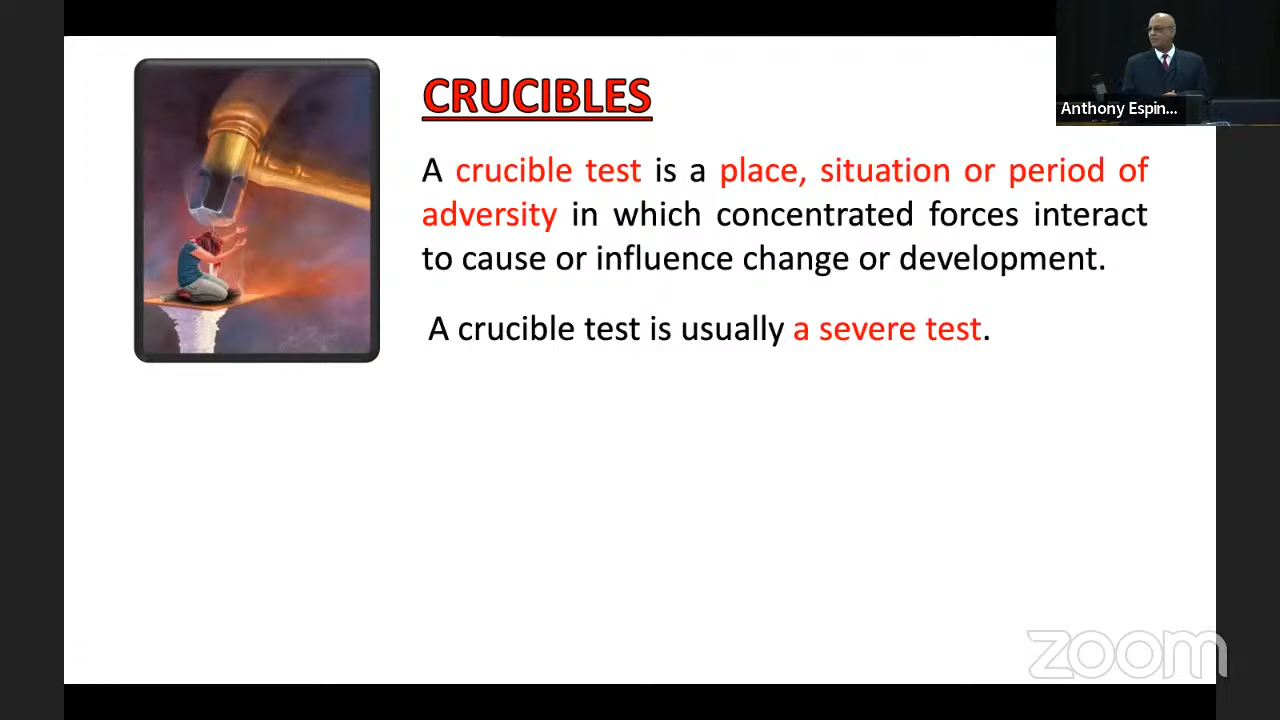 CRUCIBLES
A crucible test is a place, situation or period of
adversity in which concentrated forces interact
to cause or influence change or development.
A crucible test is usually a severe test.
Anthony Espin...
zoom